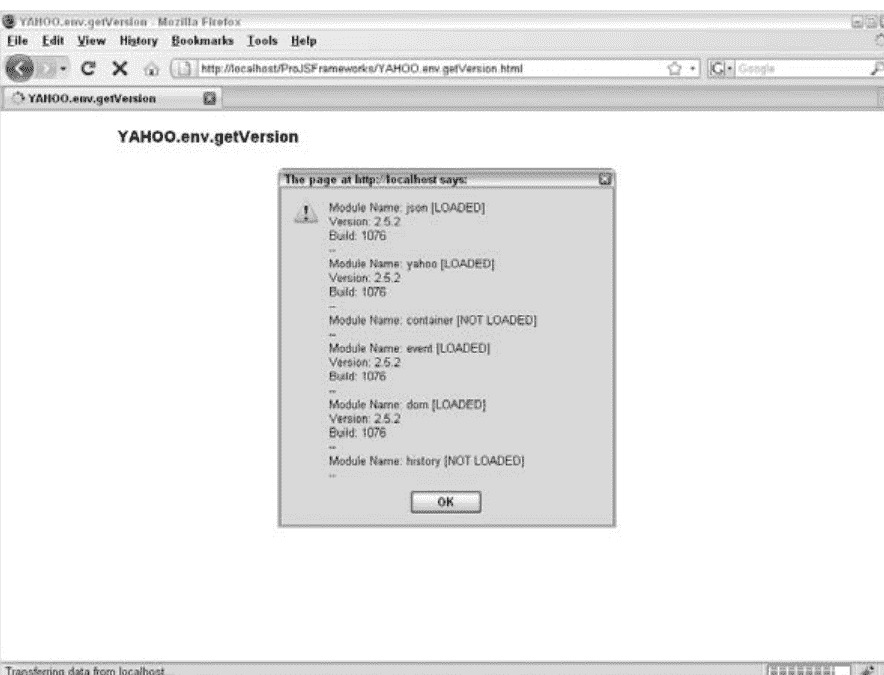 YAHOO.env.getVersion - Mozilla Firefox
File Edit View History Bookmarks Tools Help
http://localhost/ProJSFrameworks/YAHOO.env.getVersion.html
G Google
YAHOO.env.getVersion
YAHOO.env.getVersion
The page at http://localhost says:
Module Name: json [LOADED]
Version: 2.5.2
Build: 1076
--
Module Name: yahoo [LOADED]
Version: 2.5.2
Build: 1076
--
Module Name: container [NOT LOADED]
--
Module Name: event [LOADED]
Version: 2.5.2
Build: 1076
--
Module Name: dom [LOADED]
Version: 2.5.2
Build: 1076
--
Module Name: history [NOT LOADED]
--
OK
Transferring data from localhost...